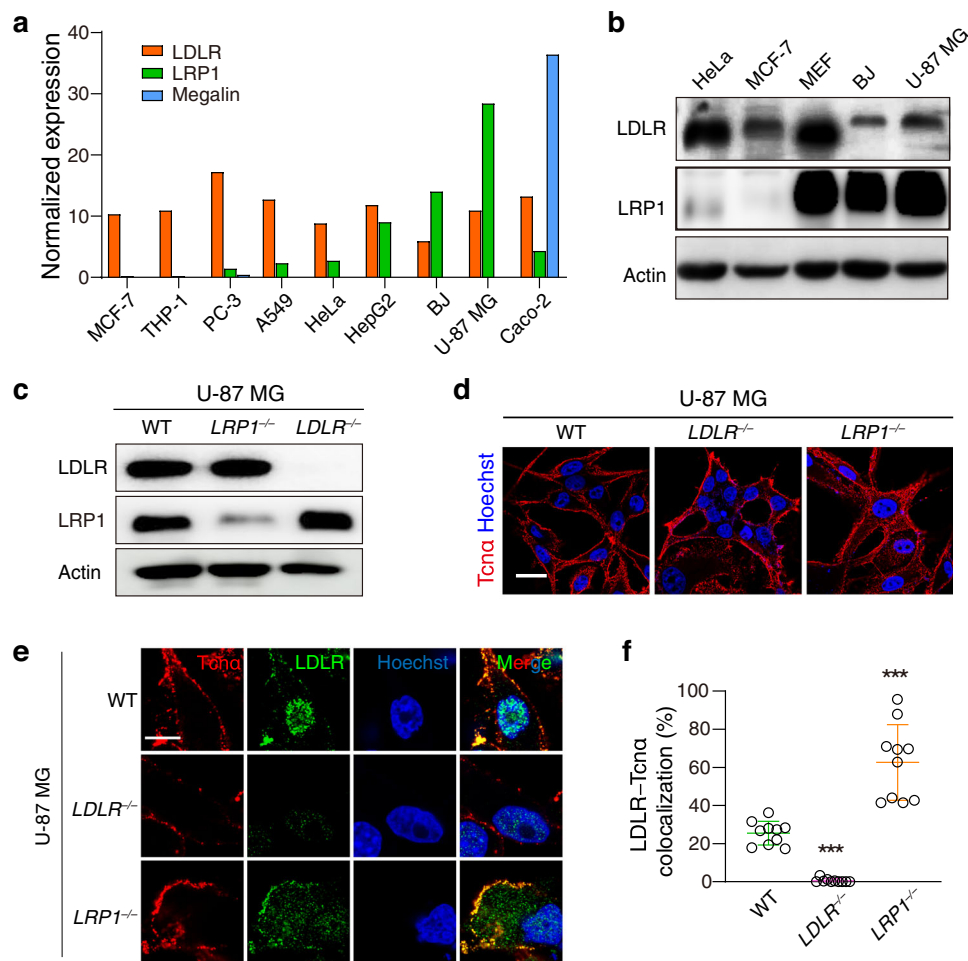 a
Normalized expression
40
30
20
10
0
LDLR
LRP1
Megalin
MCF-7
THP-1
PC-3
A549
HeLa
HepG2
BJ
U-87 MG
Caco-2
b
HeLa
MCF-7
MEF
BJ
U-87 MG
LDLR
LRP1
Actin
c
U-87 MG
WT LRP1–/– LDLR–/–
LDLR
LRP1
Actin
d
U-87 MG
WT LDLR–/– LRP1–/–
Tcnα Hoechst
e
U-87 MG
Tcnα LDLR Hoechst Merge
WT
LDLR–/–
LRP1–/–
f
LDLR–Tcnα
colocalization (%)
100
80
60
40
20
0
***
***
WT
LDLR–/–
LRP1–/–